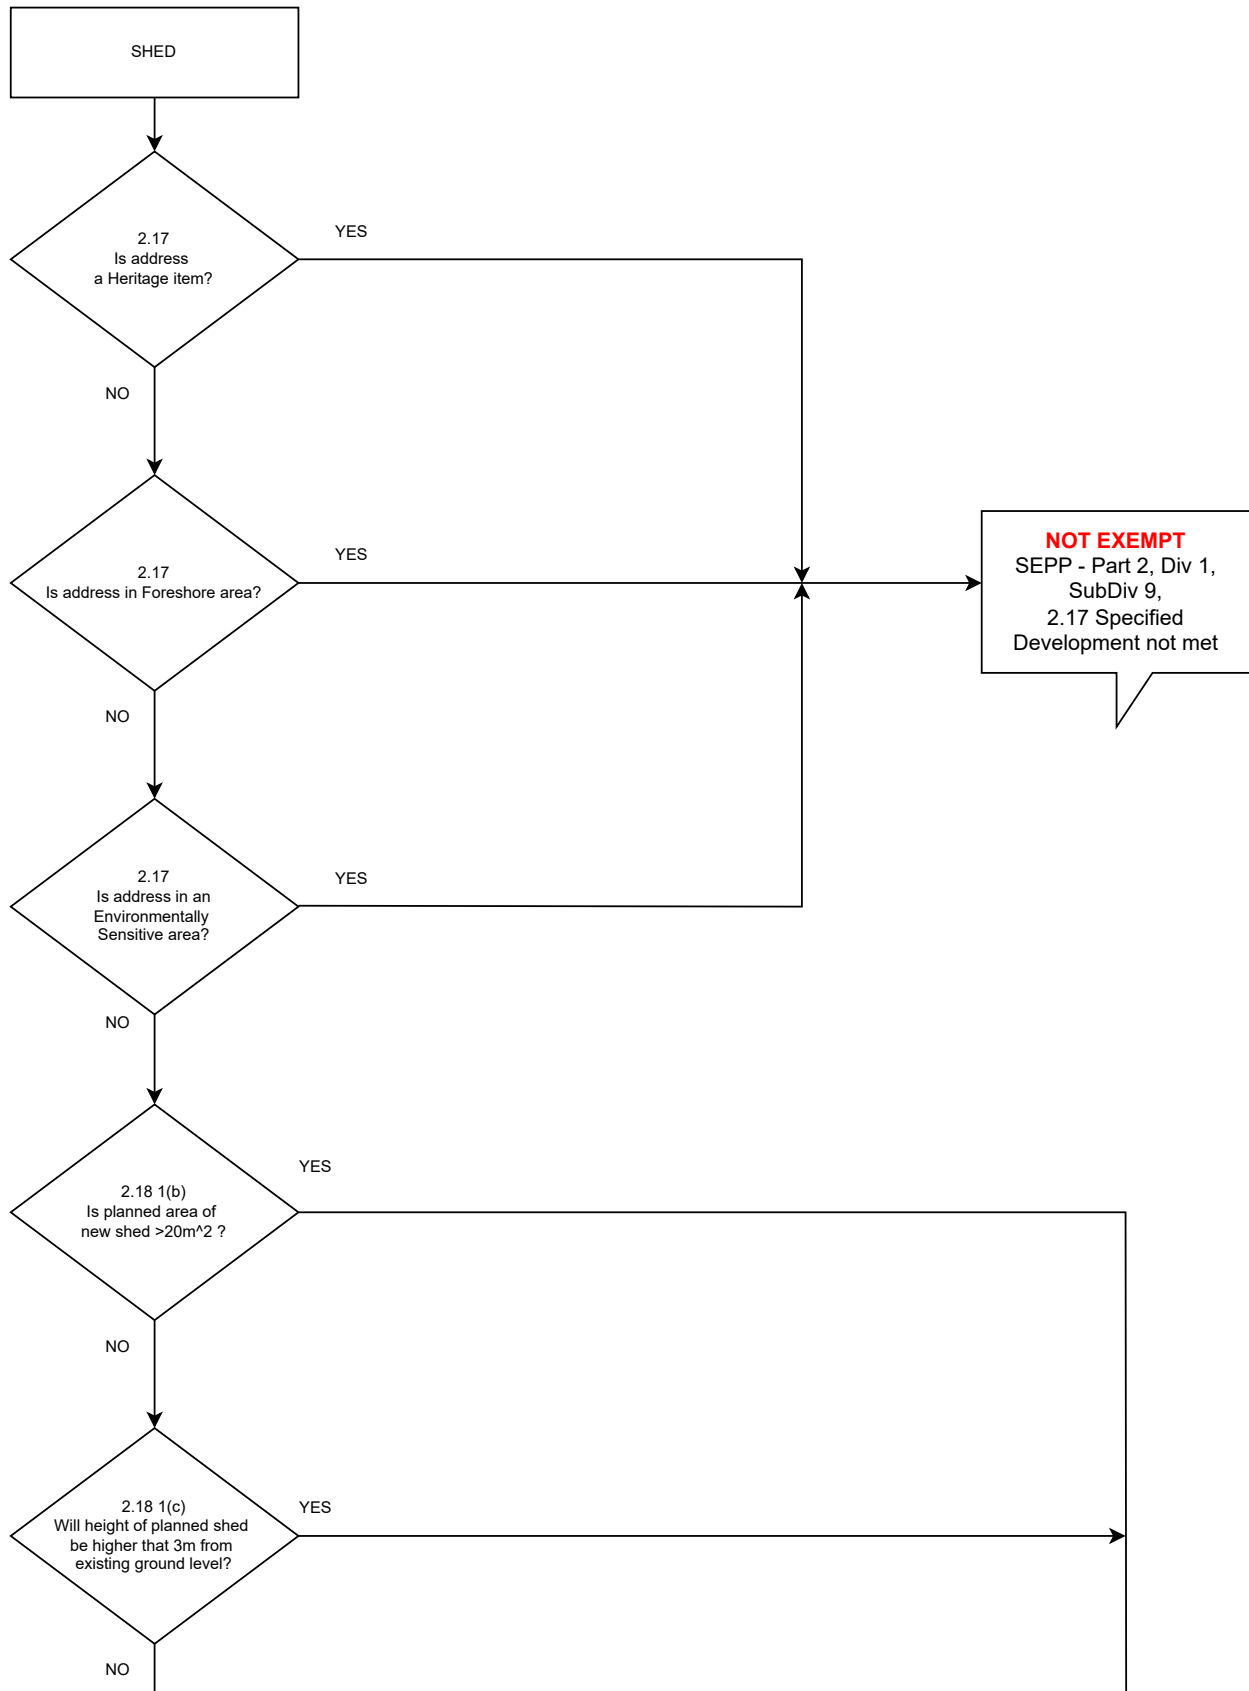 SHED
2.17
Is address
a Heritage item?
YES
NO
2.17
Is address in Foreshore area?
YES
NO
NOT EXEMPT
SEPP - Part 2, Div 1,
SubDiv 9,
2.17 Specified
Development not met
2.17
Is address in an
Environmentally
Sensitive area?
YES
NO
2.18 1(b)
Is planned area of
new shed >20m^2 ?
YES
NO
2.18 1(c)
Will height of planned shed
be higher that 3m from
existing ground level?
YES
NO